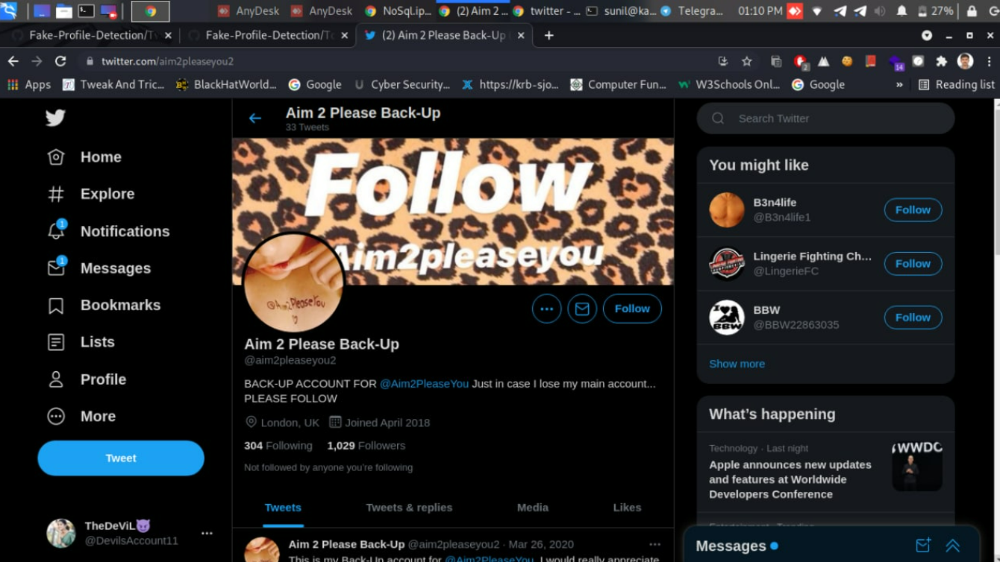 AnyDesk
AnyDesk
NoSql.ip...
(2) Aim 2 ...
twitter - ...
sunil@ka...
Telegra...
01:10 PM
27%
Fake-Profile-Detection/Tw
Fake-Profile-Detection/Tc
(2) Aim 2 Please Back-Up
twitter.com/aim2pleaseyou2
2
14
Apps
Tweak And Tric...
BlackHatWorld...
Google
Cyber Security...
https://krb-sjo...
Computer Fun...
W3Schools Onl...
Google
»
Reading list
Home
Explore
1
Notifications
1
Messages
Bookmarks
Lists
Profile
More
Tweet
TheDeViL😈
@DevilsAccount11
Aim 2 Please Back-Up
33 Tweets
Follow
Aim2pleaseyou
@Aim2PleaseYou
Follow
Aim 2 Please Back-Up
@aim2pleaseyou2
BACK-UP ACCOUNT FOR @Aim2PleaseYou Just in case I lose my main account...
PLEASE FOLLOW
London, UK Joined April 2018
304 Following 1,029 Followers
Not followed by anyone you're following
Tweets Tweets & replies Media Likes
Aim 2 Please Back-Up @aim2pleaseyou2 · Mar 26, 2020
This is my Back-Up account for @Aim2PleaseYou. I would really appreciate
Search Twitter
You might like
B3n4life
@B3n4life1
Follow
Lingerie Fighting Ch...
@LingerieFC
Follow
I ♥
BBW
BBW
@BBW22863035
Follow
Show more
What's happening
Technology · Last night
Apple announces new updates
and features at Worldwide
Developers Conference
WWDC
Entertainment · Trending
Messages